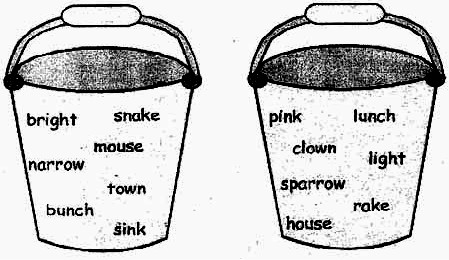 bright
snake
mouse
narrow
town
bunch
sink
pink
lunch
clown
light
sparrow
rake
house